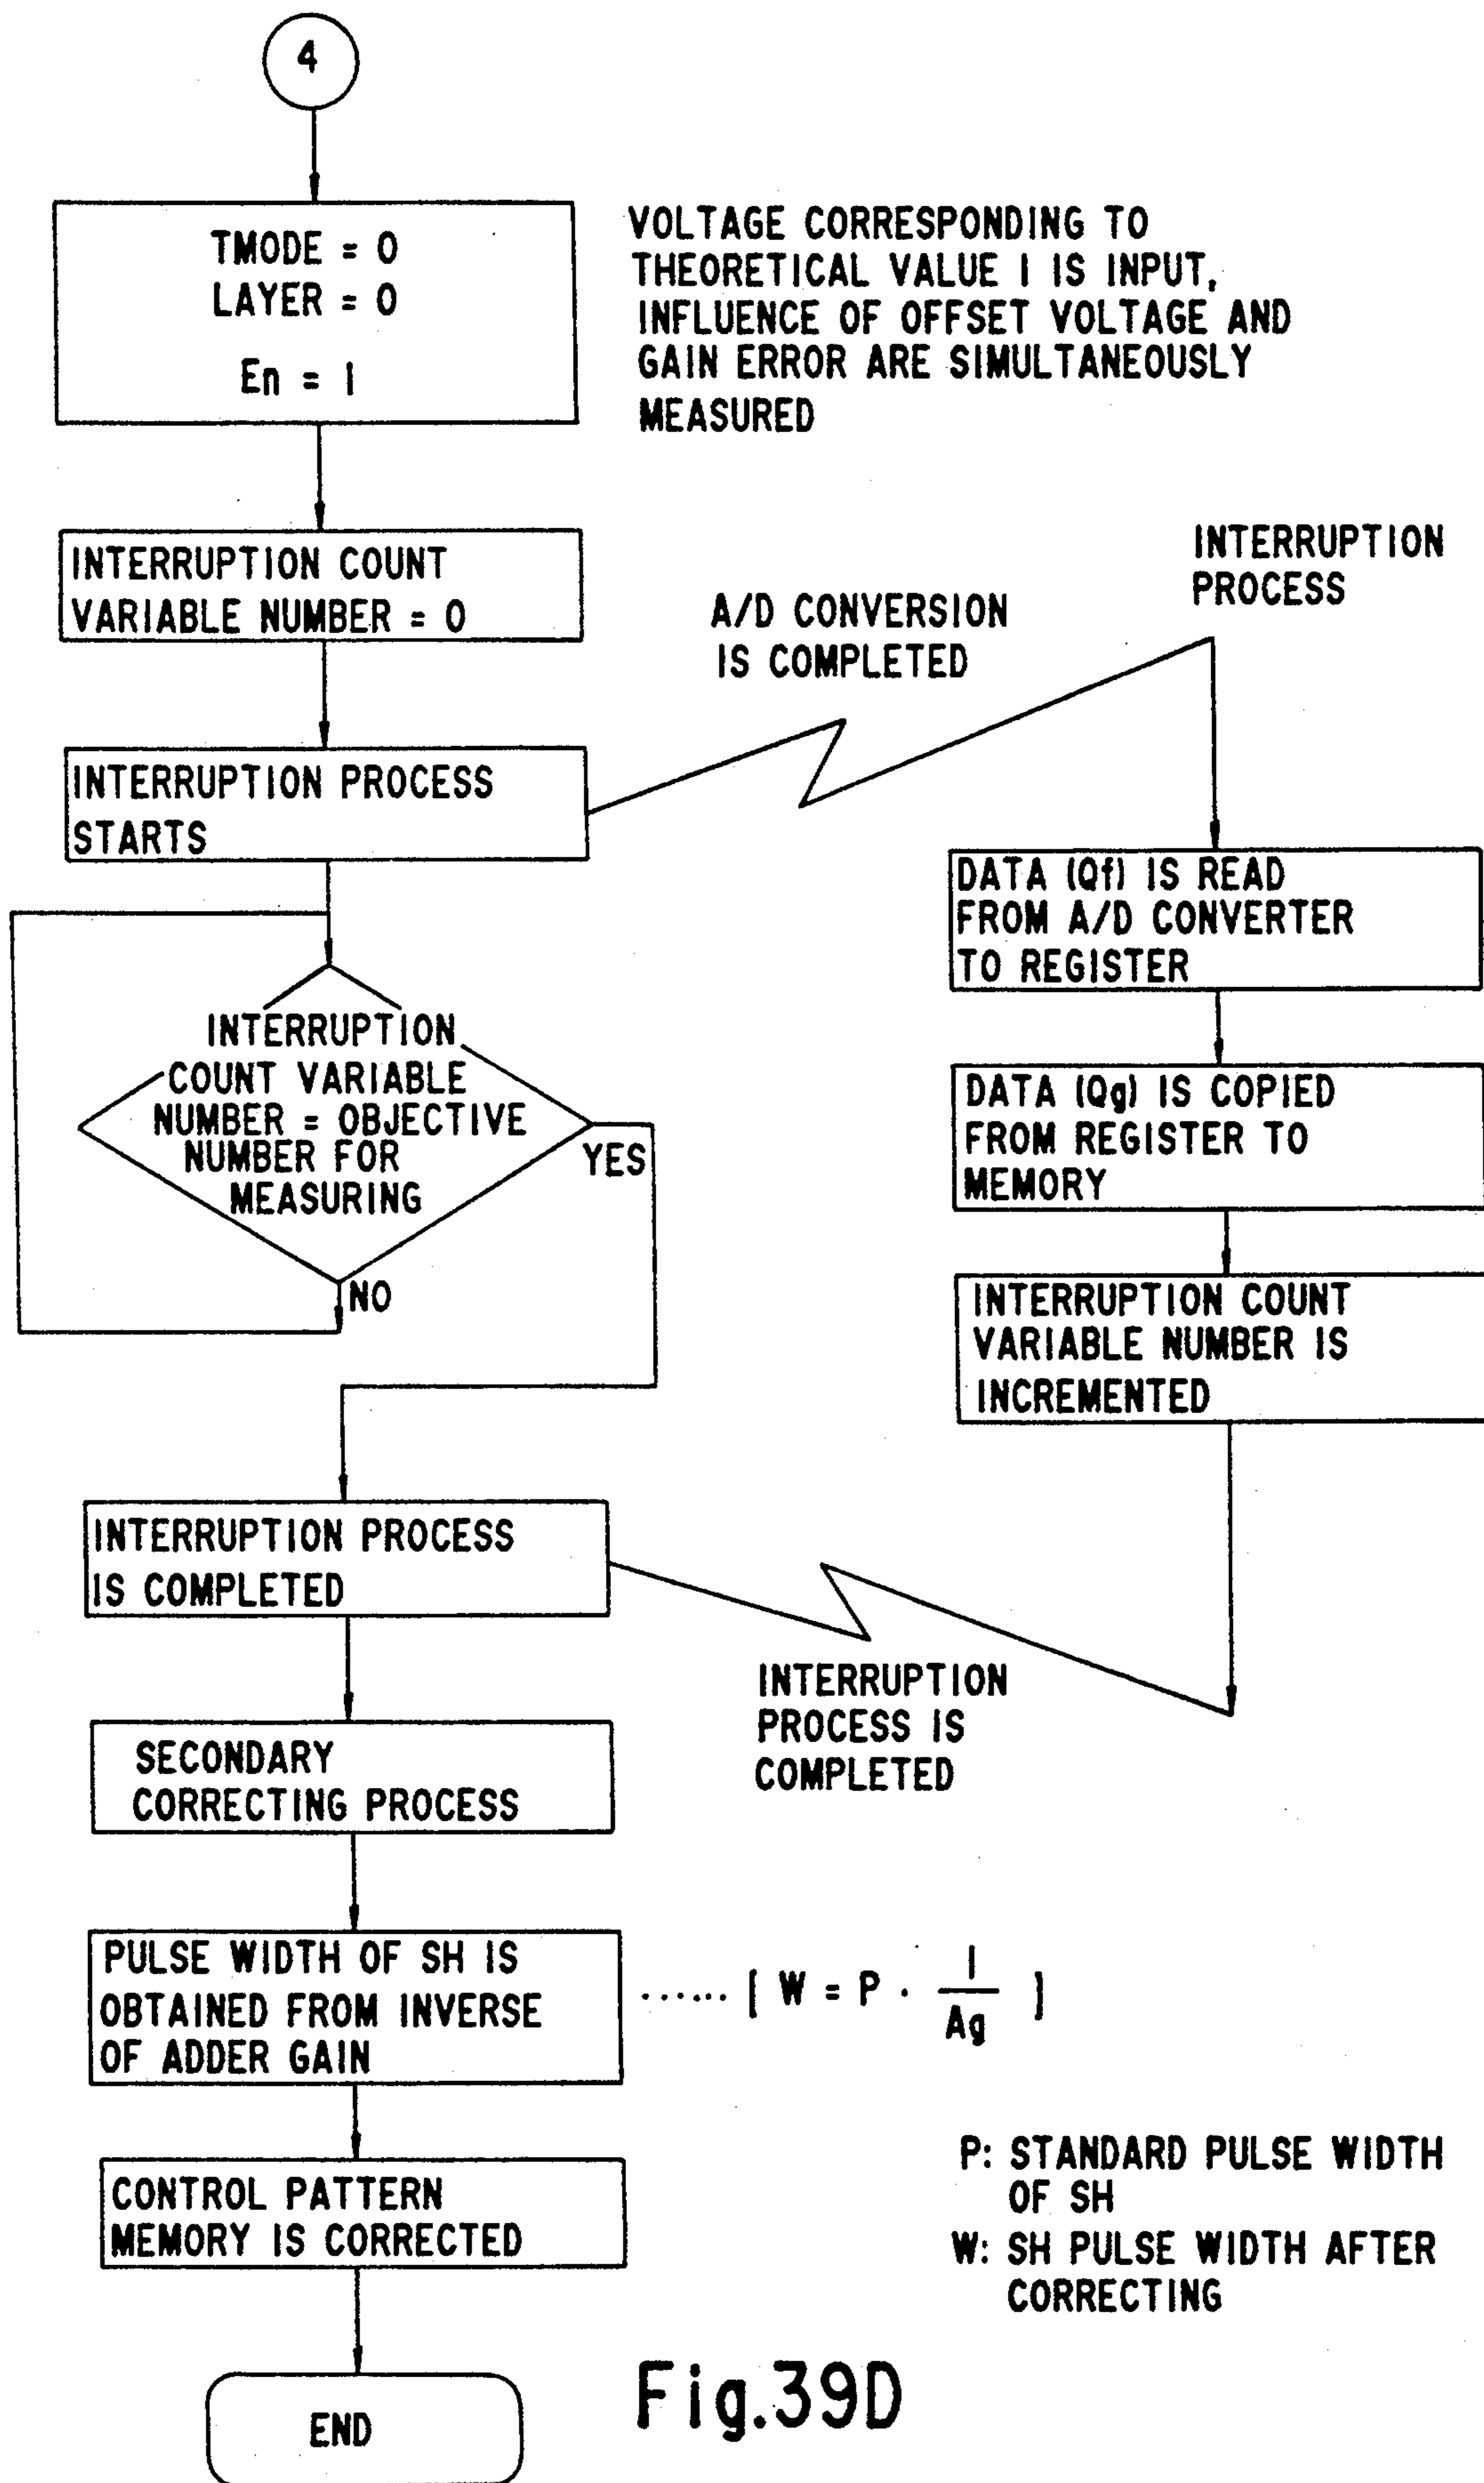 4
TMODE = 0
LAYER = 0
En = 1
VOLTAGE CORRESPONDING TO
THEORETICAL VALUE 1 IS INPUT,
INFLUENCE OF OFFSET VOLTAGE AND
GAIN ERROR ARE SIMULTANEOUSLY
MEASURED
INTERRUPTION COUNT
VARIABLE NUMBER = 0
A/D CONVERSION
IS COMPLETED
INTERRUPTION
PROCESS
INTERRUPTION PROCESS
STARTS
DATA (Qf) IS READ
FROM A/D CONVERTER
TO REGISTER
INTERRUPTION
COUNT VARIABLE
NUMBER = OBJECTIVE
NUMBER FOR
MEASURING
YES
NO
DATA (Qg) IS COPIED
FROM REGISTER TO
MEMORY
INTERRUPTION COUNT
VARIABLE NUMBER IS
INCREMENTED
INTERRUPTION PROCESS
IS COMPLETED
INTERRUPTION
PROCESS IS
COMPLETED
SECONDARY
CORRECTING PROCESS
PULSE WIDTH OF SH IS
OBTAINED FROM INVERSE
OF ADDER GAIN
...... [ W = P · 1/Ag ]
CONTROL PATTERN
MEMORY IS CORRECTED
P: STANDARD PULSE WIDTH
OF SH
W: SH PULSE WIDTH AFTER
CORRECTING
END
Fig.39D